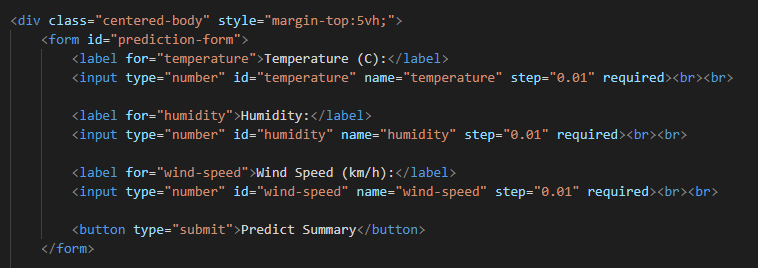 <div class="centered-body" style="margin-top:5vh;">
<form id="prediction-form">
<label for="temperature">Temperature (C):</label>
<input type="number" id="temperature" name="temperature" step="0.01" required><br><br>
<label for="humidity">Humidity:</label>
<input type="number" id="humidity" name="humidity" step="0.01" required><br><br>
<label for="wind-speed">Wind Speed (km/h):</label>
<input type="number" id="wind-speed" name="wind-speed" step="0.01" required><br><br>
<button type="submit">Predict Summary</button>
</form>